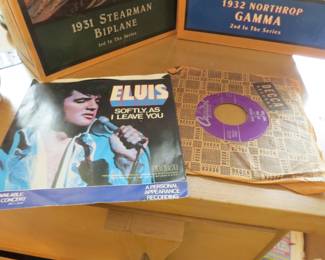 1931 STEARMAN
BIPLANE
2nd In The Series
1932 NORTHROP
GAMMA
2nd In The Series
ELVIS
SOFTLY, AS
I LEAVE YOU
A PERSONAL
APPEARANCE
RECORDING
DECCA